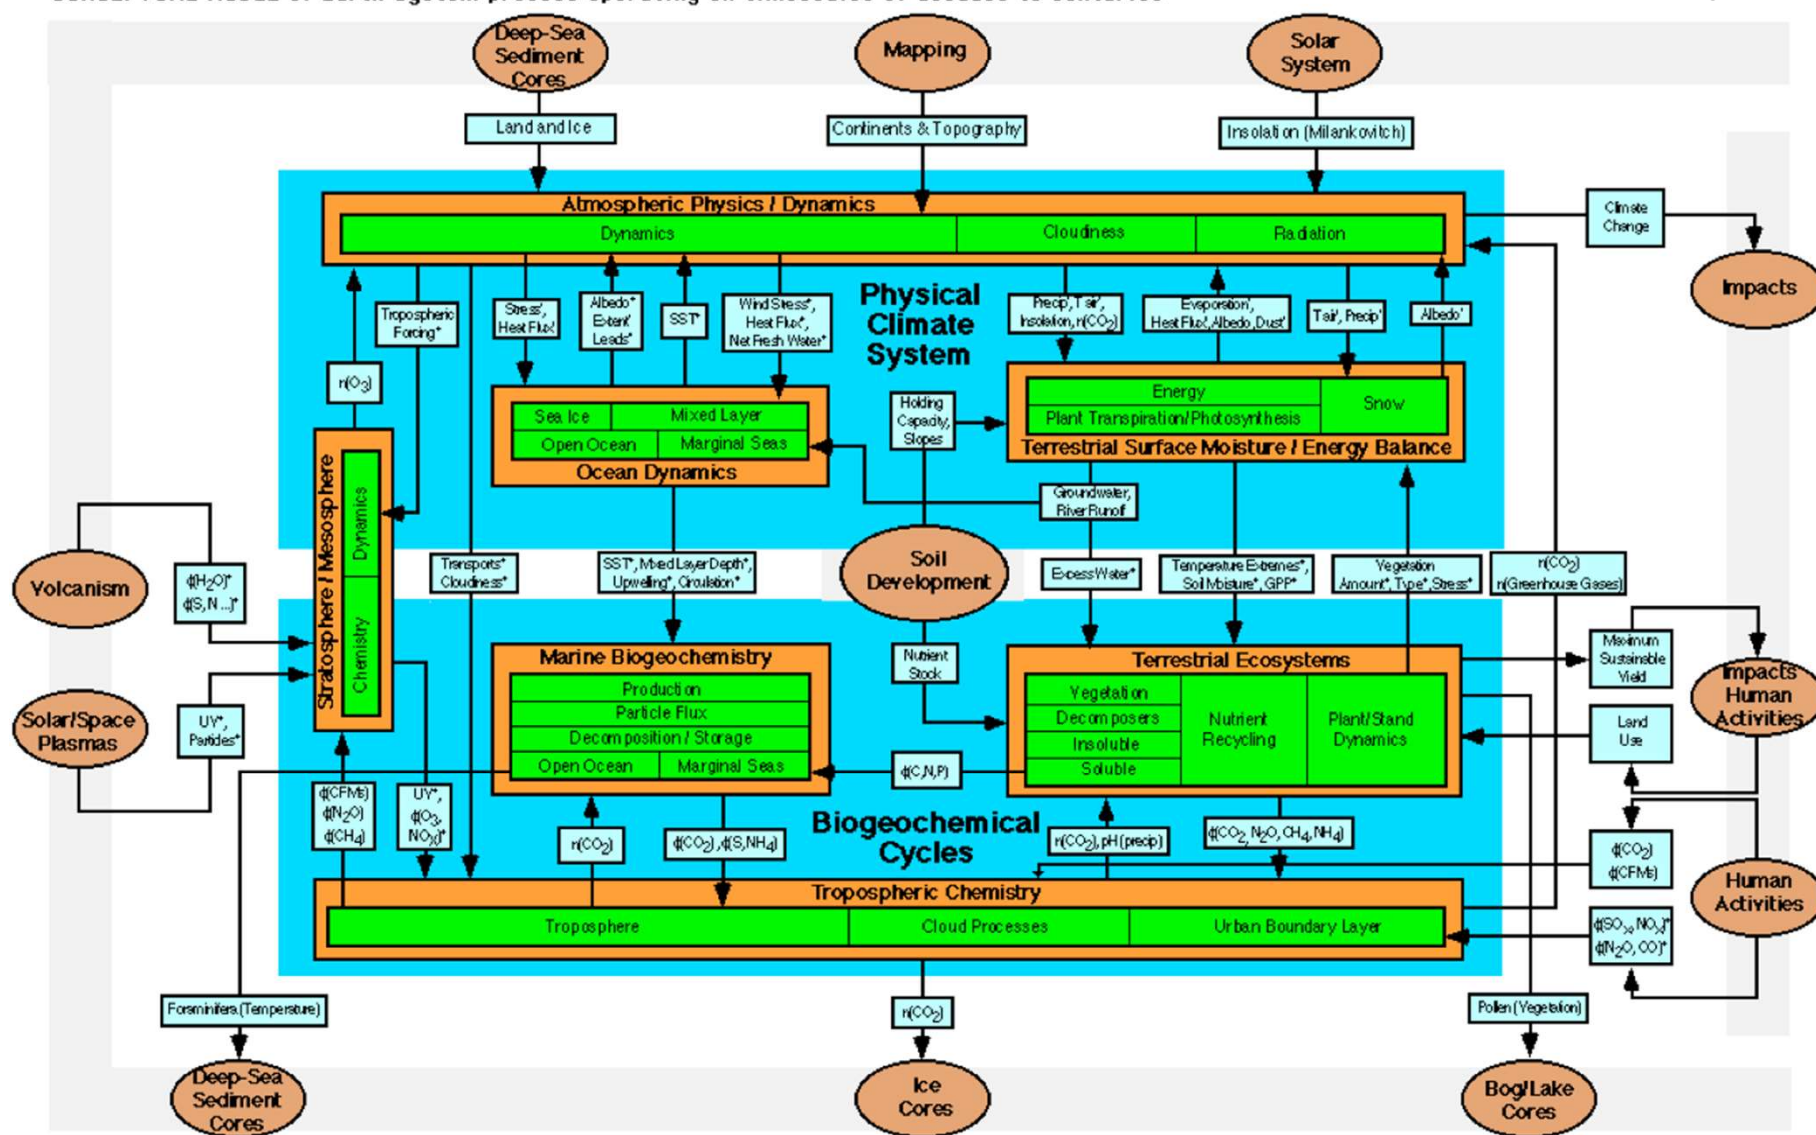 Deep-Sea
Sediment
Cores
Mapping
Solar
System
Land and Ice
Continents & Topography
Insolation (Milankovitch)
Atmospheric Physics / Dynamics
Dynamics
Cloudiness
Radiation
Climate
Change
Impacts
Tropospheric
Forcing*
Stress',
Heat Flux'
Albedo*
Extent'
Leads*
SST*
Wind Stress*,
Heat Flux*,
Net Fresh Water*
Physical
Climate
System
Precip', Tair',
Insolation, n(CO2)
Evaporation',
Heat Flux', Albedo, Dust'
Tair', Precip'
Albedo'
n(O3)
Sea Ice
Mixed Layer
Open Ocean
Marginal Seas
Ocean Dynamics
Holding
Capacity,
Slopes
Energy
Plant Transpiration/Photosynthesis
Snow
Terrestrial Surface Moisture / Energy Balance
Groundwater,
River Runoff
Stratosphere / Mesosphere
Dynamics
Chemistry
Volcanism
ϕ(H2O)*
ϕ(S, N ...)*
Transports*
Cloudiness*
SST*, Mixed Layer Depth*,
Upwelling*, Circulation*
Soil
Development
Excess Water*
Temperature Extremes*,
Soil Moisture*, GPP*
Vegetation
Amount*, Type*, Stress*
n(CO2)
n(Greenhouse Gases)
Solar/Space
Plasmas
UV*,
Particles*
Marine Biogeochemistry
Production
Particle Flux
Decomposition / Storage
Open Ocean
Marginal Seas
Nutrient
Stock
Terrestrial Ecosystems
Vegetation
Decomposers
Insoluble
Soluble
Nutrient
Recycling
Plant/Stand
Dynamics
Maximum
Sustainable
Yield
Impacts
Human
Activities
Land
Use
ϕ(C,N,P)
ϕ(CFMs)
ϕ(N2O)
ϕ(CH4)
UV*,
ϕ(O3,
NOx)*
n(CO2)
ϕ(CO2), ϕ(S,NH4)
Biogeochemical
Cycles
n(CO2), pH (precip)
ϕ(CO2, N2O, CH4, NH4)
ϕ(CO2)
ϕ(CFMs)
Human
Activities
Tropospheric Chemistry
Troposphere
Cloud Processes
Urban Boundary Layer
ϕ(SOx, NOx)*
ϕ(N2O, CO)*
Foraminifera (Temperature)
n(CO2)
Pollen (Vegetation)
Deep-Sea
Sediment
Cores
Ice
Cores
Bog/Lake
Cores